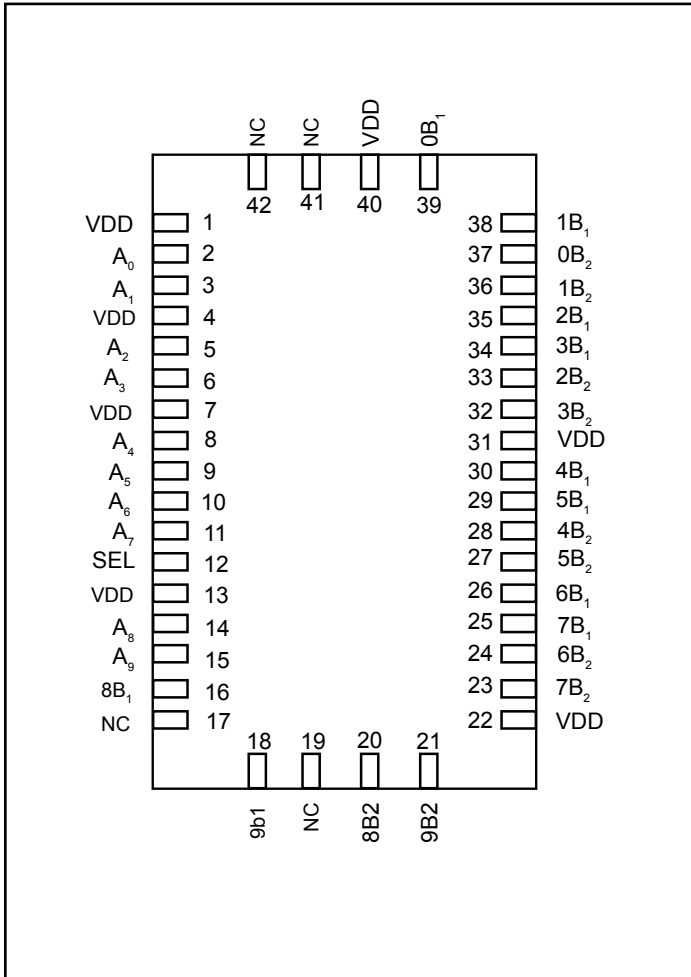 NC NC VDD 0B₁
42 41 40 39
VDD 1 38 1B₁
A₀ 2 37 0B₂
A₁ 3 36 1B₂
VDD 4 35 2B₁
A₂ 5 34 3B₁
A₃ 6 33 2B₂
VDD 7 32 3B₂
A₄ 8 31 VDD
A₅ 9 30 4B₁
A₆ 10 29 5B₁
A₇ 11 28 4B₂
SEL 12 27 5B₂
VDD 13 26 6B₁
A₈ 14 25 7B₁
A₉ 15 24 6B₂
8B₁ 16 23 7B₂
NC 17 22 VDD
18 19 20 21
9b1 NC 8B2 9B2